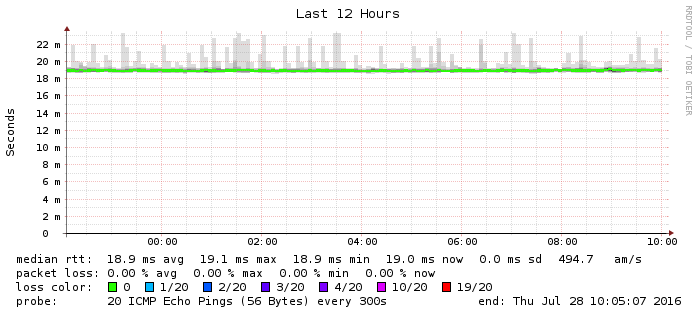 Last 12 Hours
RRDTOOL / TOBI OETIKER
Seconds
22 m
20 m
18 m
16 m
14 m
12 m
10 m
8 m
6 m
4 m
2 m
0
00:00 02:00 04:00 06:00 08:00 10:00
median rtt: 18.9 ms avg 19.1 ms max 18.9 ms min 19.0 ms now 0.0 ms sd 494.7 am/s
packet loss: 0.00 % avg 0.00 % max 0.00 % min 0.00 % now
loss color: 0 1/20 2/20 3/20 4/20 10/20 19/20
probe: 20 ICMP Echo Pings (56 Bytes) every 300s end: Thu Jul 28 10:05:07 2016